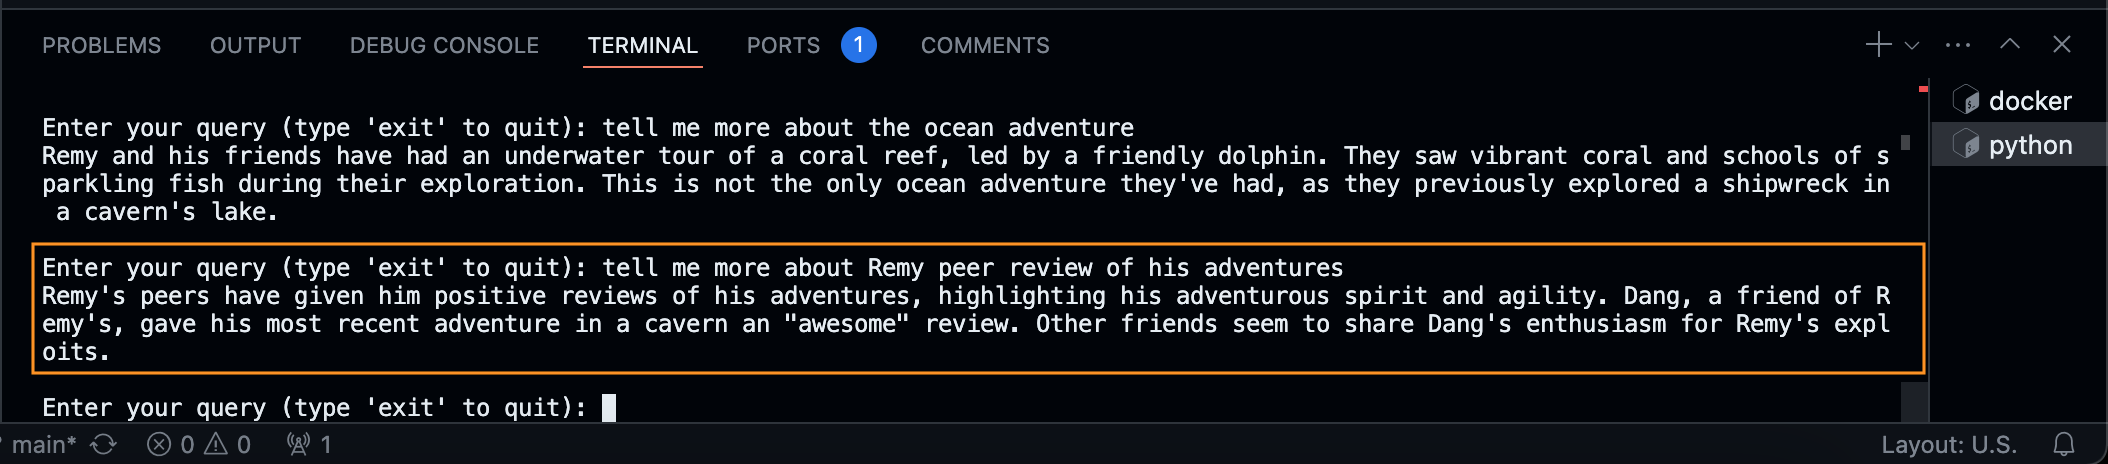 PROBLEMS OUTPUT DEBUG CONSOLE TERMINAL PORTS 1 COMMENTS
docker
python
Enter your query (type 'exit' to quit): tell me more about the ocean adventure
Remy and his friends have had an underwater tour of a coral reef, led by a friendly dolphin. They saw vibrant coral and schools of s
parkling fish during their exploration. This is not the only ocean adventure they've had, as they previously explored a shipwreck in
 a cavern's lake.
Enter your query (type 'exit' to quit): tell me more about Remy peer review of his adventures
Remy's peers have given him positive reviews of his adventures, highlighting his adventurous spirit and agility. Dang, a friend of R
emy's, gave his most recent adventure in a cavern an "awesome" review. Other friends seem to share Dang's enthusiasm for Remy's expl
oits.
Enter your query (type 'exit' to quit):
main* 0 0 1 Layout: U.S.